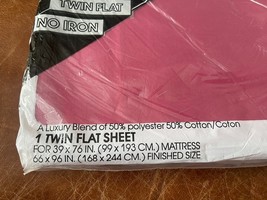 TWIN FLAT
NO IRON
A Luxury Blend of 50% polyester 50% Cotton/Coton
1 TWIN FLAT SHEET
FOR 39 x 76 IN. (99 x 193 CM.) MATTRESS
66 x 96 IN. (168 x 244 CM.) FINISHED SIZE